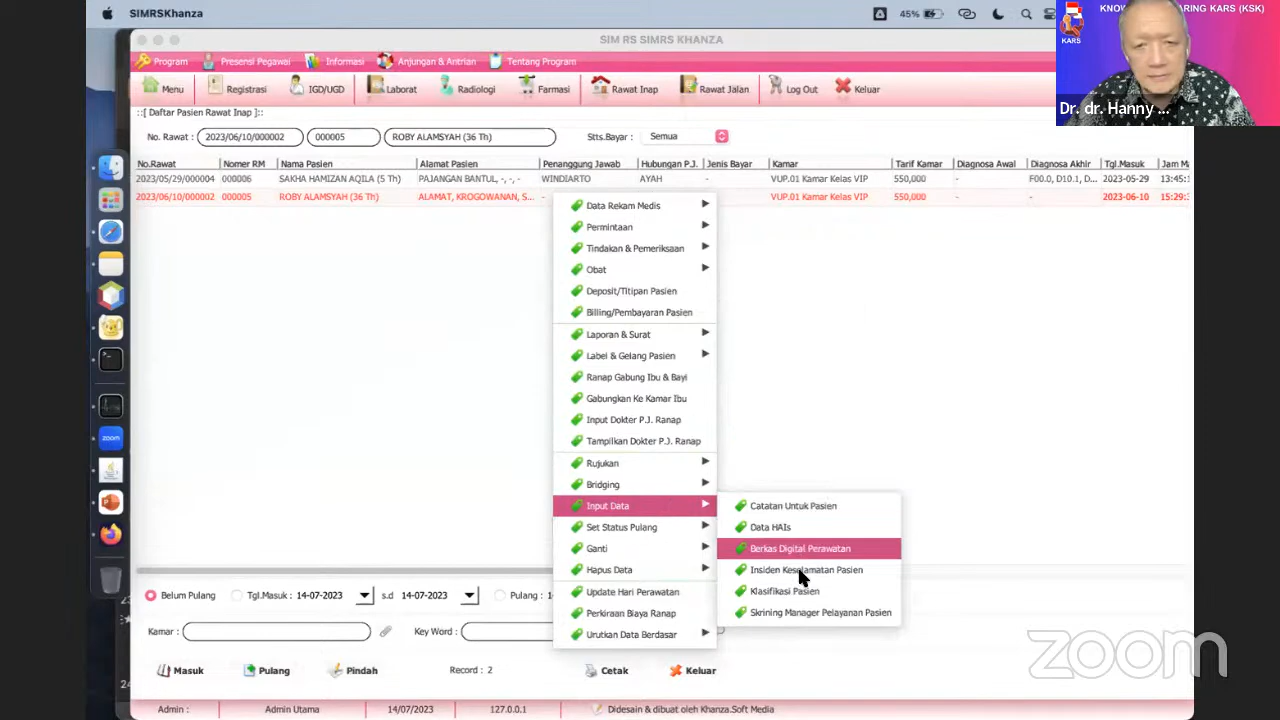 SIMRSKhanza
45%
KNOW
ARING KARS (KSK)
KARS
Dr. dr. Hanny ...
SIM RS SIMRS KHANZA
Program Presensi Pegawai Informasi Anjungan & Antrian Tentang Program
Menu Registrasi IGD/UGD Laborat Radiologi Farmasi Rawat Inap Rawat Jalan Log Out Keluar
::[ Daftar Pasien Rawat Inap ]::
No. Rawat : 2023/06/10/000002 000005 ROBY ALAMSYAH (36 Th) Stts.Bayar : Semua
No.Rawat Nomer RM Nama Pasien Alamat Pasien Penanggung Jawab Hubungan P.J. Jenis Bayar Kamar Tarif Kamar Diagnosa Awal Diagnosa Akhir Tgl.Masuk Jam M
2023/05/29/000004 000006 SAKHA HAMIZAN AQILA (5 Th) PAJANGAN BANTUL, -, -, - WINDIARTO AYAH - VUP.01 Kamar Kelas VIP 550,000 - F00.0, D10.1, D... 2023-05-29 13:45:
2023/06/10/000002 000005 ROBY ALAMSYAH (36 Th) ALAMAT, KROGOWANAN, S... - VUP.01 Kamar Kelas VIP 550,000 - - 2023-06-10 15:29:
Data Rekam Medis
Permintaan
Tindakan & Pemeriksaan
Obat
Deposit/Titipan Pasien
Billing/Pembayaran Pasien
Laporan & Surat
Label & Gelang Pasien
Ranap Gabung Ibu & Bayi
Gabungkan Ke Kamar Ibu
Input Dokter P.J. Ranap
Tampilkan Dokter P.J. Ranap
Rujukan
Bridging
Input Data
Set Status Pulang
Ganti
Hapus Data
Update Hari Perawatan
Perkiraan Biaya Ranap
Urutkan Data Berdasar
Catatan Untuk Pasien
Data HAIs
Berkas Digital Perawatan
Insiden Keselamatan Pasien
Klasifikasi Pasien
Skrining Manager Pelayanan Pasien
Belum Pulang Tgl.Masuk : 14-07-2023 s.d 14-07-2023 Pulang :
Kamar : Key Word :
Masuk Pulang Pindah Record : 2 Cetak Keluar
zoom
zoom
Admin : Admin Utama 14/07/2023 127.0.0.1 Didesain & dibuat oleh Khanza.Soft Media